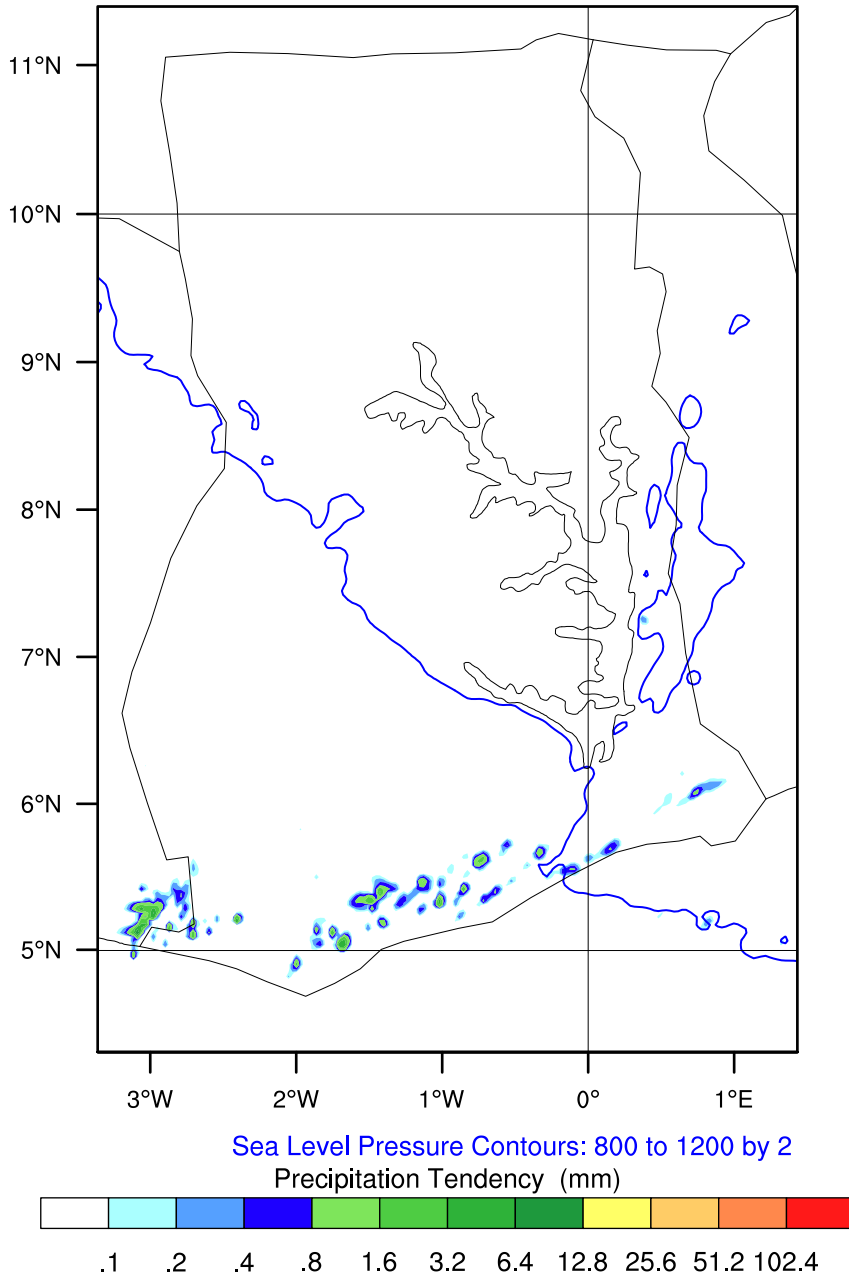 11°N
10°N
9°N
8°N
7°N
6°N
5°N
3°W 2°W 1°W 0° 1°E
Sea Level Pressure Contours: 800 to 1200 by 2
Precipitation Tendency (mm)
.1 .2 .4 .8 1.6 3.2 6.4 12.8 25.6 51.2 102.4